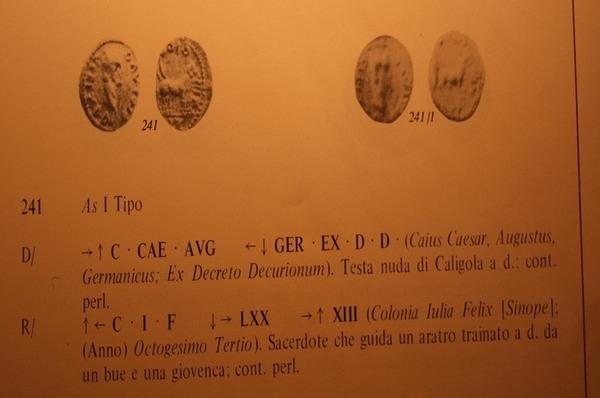 241
241/1
241 As I Tipo
D/ →↑ C · CAE · AVG ←↓ GER · EX · D · D · (Caius Caesar, Augustus,
Germanicus; Ex Decreto Decurionum). Testa nuda di Caligola a d.; cont.
perl.
R/ ↑← C · I · F ↓→ LXX →↑ XIII (Colonia Iulia Felix [Sinope];
(Anno) Octogesimo Tertio). Sacerdote che guida un aratro trainato a d. da
un bue e una giovenca; cont. perl.